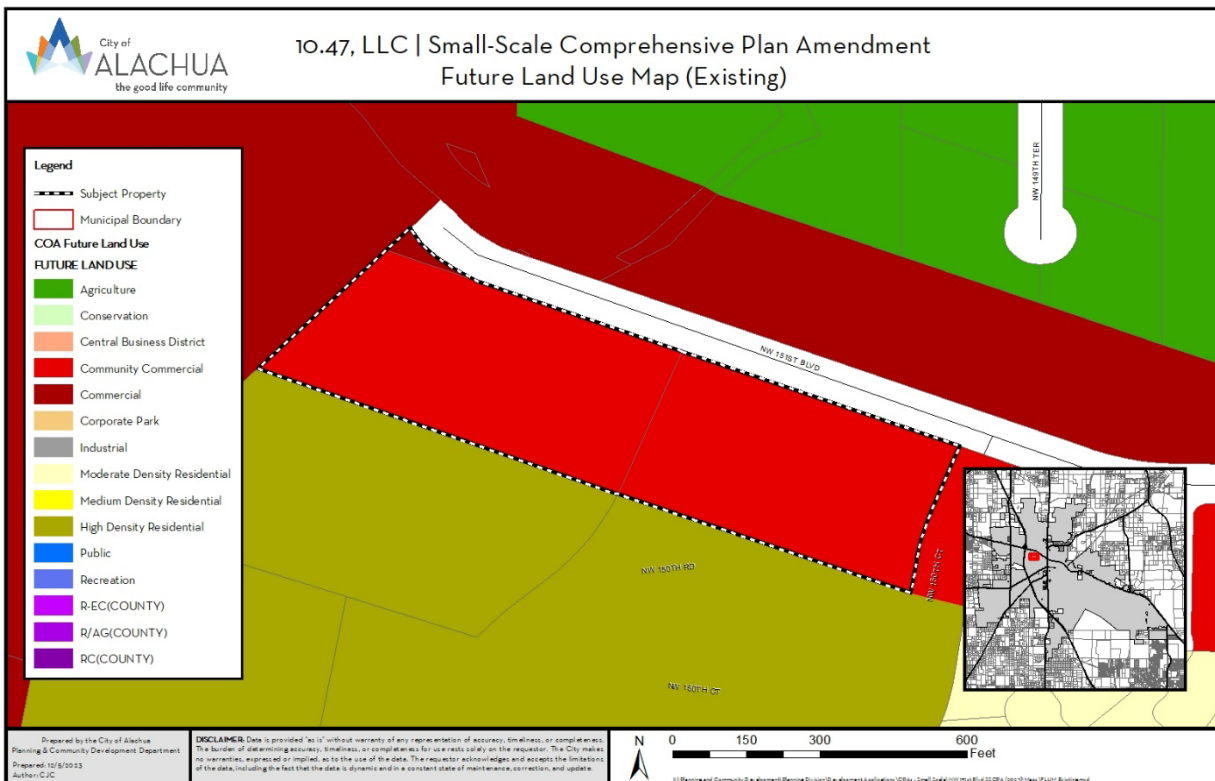 City of
ALACHUA
the good life community
10.47, LLC | Small-Scale Comprehensive Plan Amendment
Future Land Use Map (Existing)
Legend
Subject Property
Municipal Boundary
COA Future Land Use
FUTURE LAND USE
Agriculture
Conservation
Central Business District
Community Commercial
Commercial
Corporate Park
Industrial
Moderate Density Residential
Medium Density Residential
High Density Residential
Public
Recreation
R-EC(COUNTY)
R/AG(COUNTY)
RC(COUNTY)
NW 149TH TER
NW 151ST BLVD
NW 150TH RD
NW 150TH CT
NW 150TH CT
Prepared by the City of Alachua
Planning & Community Development Department
Prepared: 12/5/2023
Author: CJC
DISCLAIMER: Data is provided "as is" without warranty of any representation of accuracy, timeliness, or completeness.
The burden of determining accuracy, timeliness, or completeness for use rests solely on the requestor. The City makes
no warranties, expressed or implied, as to the use of the data. The requestor acknowledges and accepts the limitations
of the data, including the fact that the data is dynamic and in a constant state of maintenance, correction, and update.
N
0 150 300 600
Feet